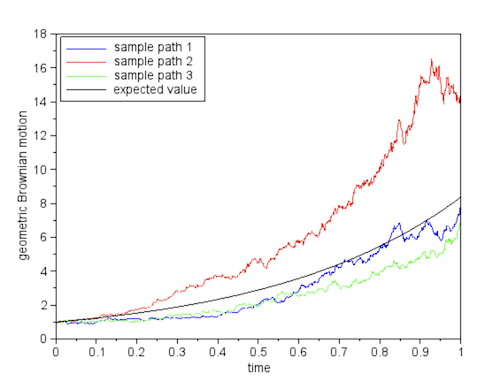 18
16
14
12
10
8
6
4
2
0
geometric Brownian motion
sample path 1
sample path 2
sample path 3
expected value
0 0.1 0.2 0.3 0.4 0.5 0.6 0.7 0.8 0.9 1
time